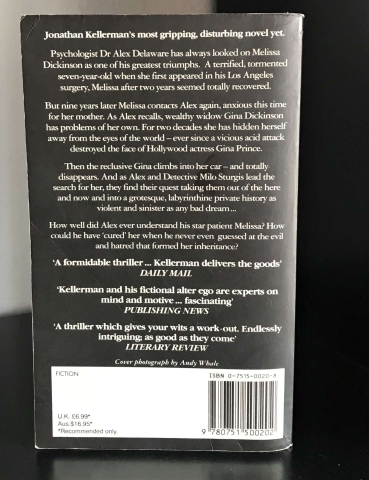 Jonathan Kellerman's most gripping, disturbing novel yet.
Psychologist Dr Alex Delaware has always looked on Melissa
Dickinson as one of his greatest triumphs. A terrified, tormented
seven-year-old when she first appeared in his Los Angeles
surgery, Melissa after two years seemed totally recovered.
But nine years later Melissa contacts Alex again, anxious this time
for her mother. As Alex recalls, wealthy widow Gina Dickinson
has problems of her own. For two decades she has hidden herself
away from the eyes of the world – ever since a vicious acid attack
destroyed the face of Hollywood actress Gina Prince.
Then the reclusive Gina climbs into her car – and totally
disappears. And as Alex and Detective Milo Sturgis lead the
search for her, they find their quest taking them out of the here
and now and into a grotesque, labyrinthine private history as
violent and sinister as any bad dream ...
How well did Alex ever understand his star patient Melissa? How
could he have 'cured' her when he never even guessed at the evil
and hatred that formed her inheritance?
'A formidable thriller ... Kellerman delivers the goods'
DAILY MAIL
'Kellerman and his fictional alter ego are experts on
mind and motive ... fascinating'
PUBLISHING NEWS
'A thriller which gives your wits a work-out. Endlessly
intriguing; as good as they come'
LITERARY REVIEW
Cover photograph by Andy Whale
FICTION
ISBN 0-7515-0020-8
U.K. £6.99*
Aus.$16.95*
*Recommended only.
9 780751 500202